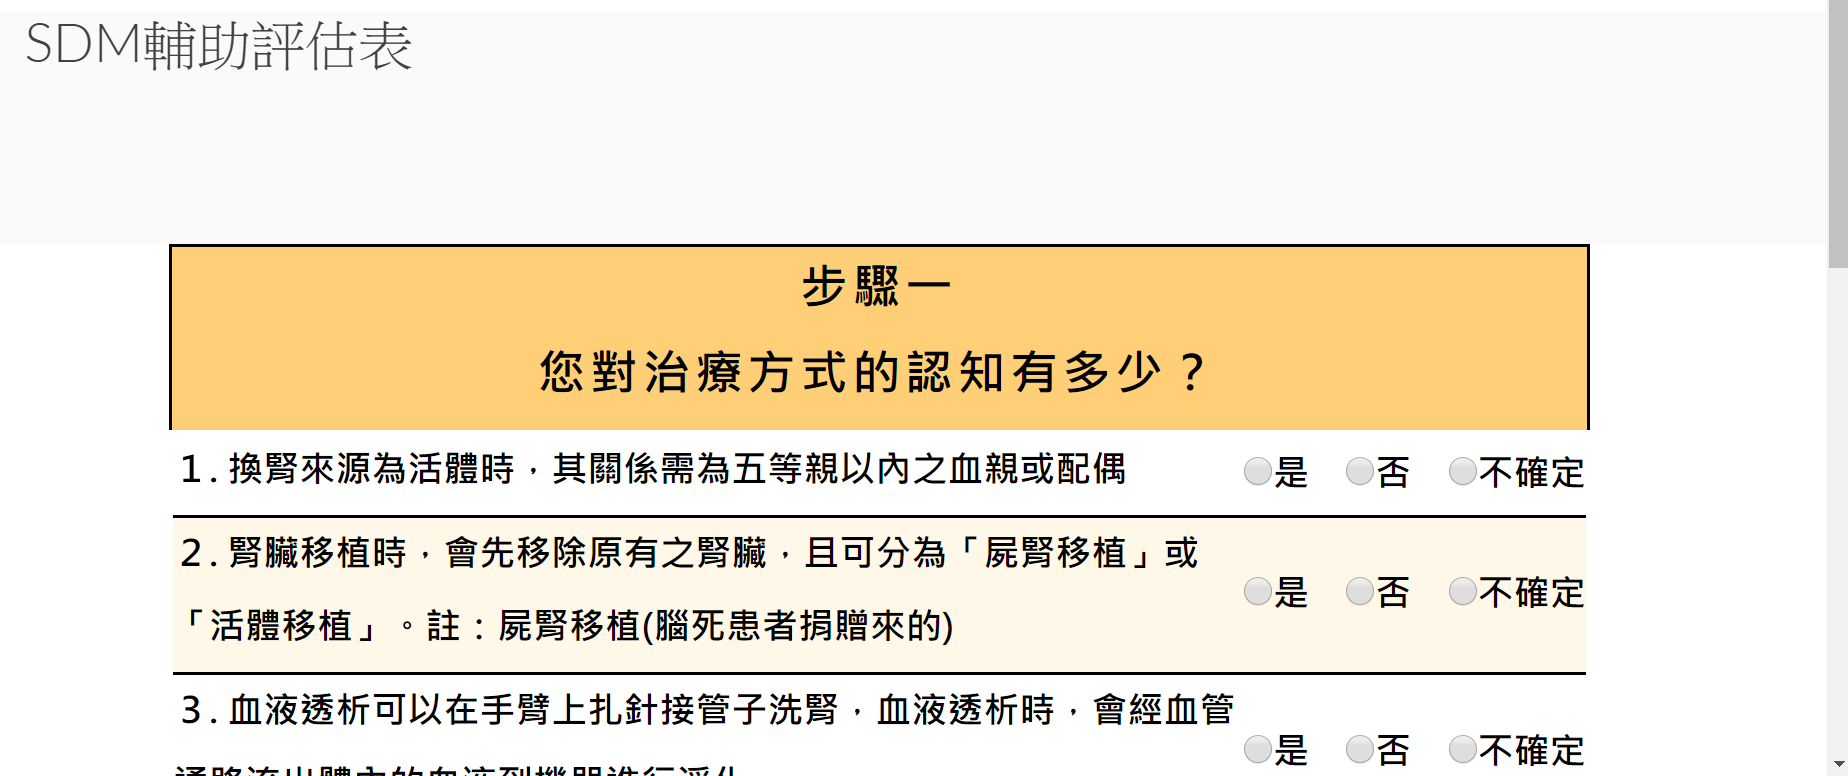 SDM輔助評估表
步驟一
您對治療方式的認知有多少？
1.換腎來源為活體時，其關係需為五等親以內之血親或配偶 是 否 不確定
2.腎臟移植時，會先移除原有之腎臟，且可分為「屍腎移植」或
「活體移植」。註：屍腎移植(腦死患者捐贈來的) 是 否 不確定
3.血液透析可以在手臂上扎針接管子洗腎，血液透析時，會經血管 是 否 不確定